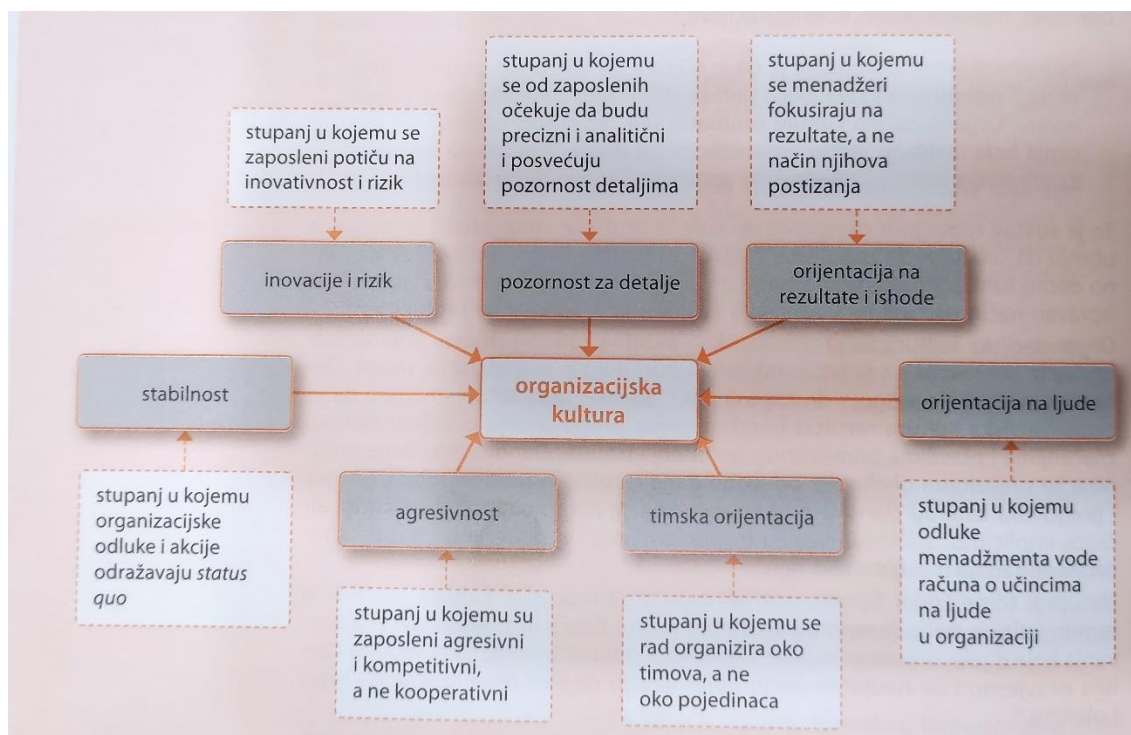 stupanj u kojemu se
zaposleni potiču na
inovativnost i rizik
stupanj u kojemu
se od zaposlenih
očekuje da budu
precizni i analitični
i posvećuju
pozornost detaljima
stupanj u kojemu
se menadžeri
fokusiraju na
rezultate, a ne
način njihova
postizanja
inovacije i rizik
pozornost za detalje
orijentacija na
rezultate i ishode
stabilnost
organizacijska
kultura
orijentacija na ljude
stupanj u kojemu
organizacijske
odluke i akcije
odražavaju status
quo
agresivnost
timska orijentacija
stupanj u kojemu
odluke
menadžmenta vode
računa o učincima
na ljude
u organizaciji
stupanj u kojemu su
zaposleni agresivni
i kompetitivni,
a ne kooperativni
stupanj u kojemu se
rad organizira oko
timova, a ne
oko pojedinaca